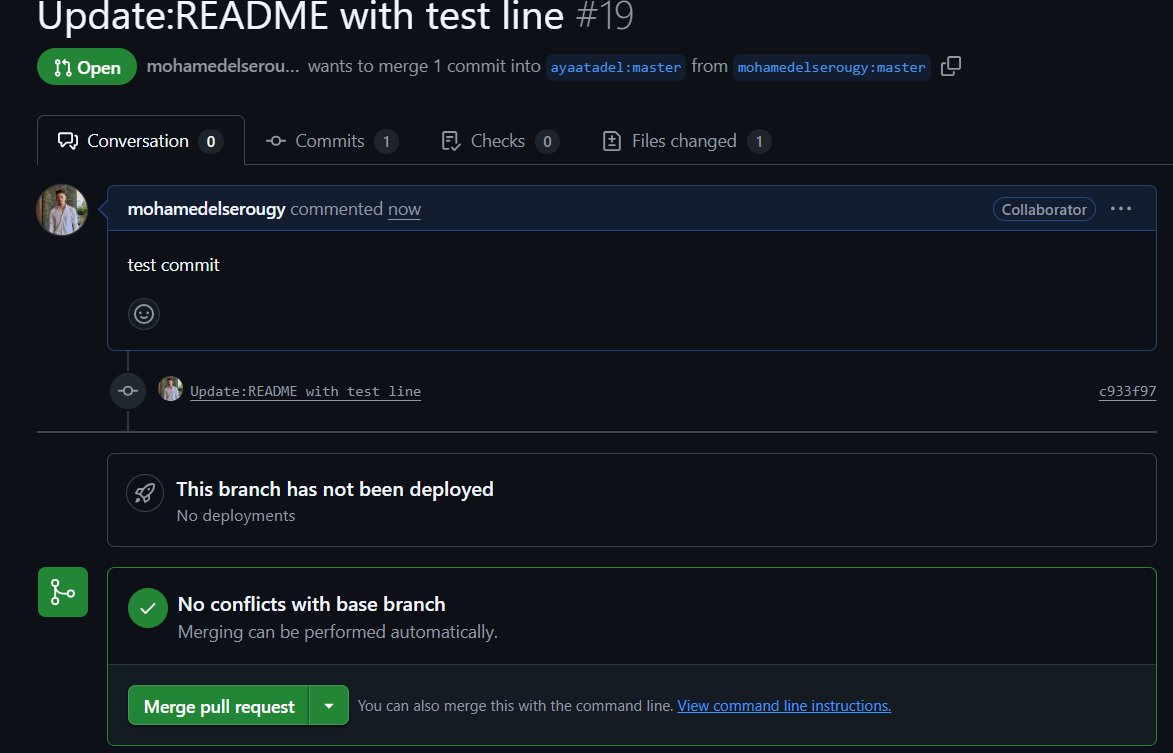 Update:README with test line #19
Open mohamedelserou... wants to merge 1 commit into ayaatadel:master from mohamedelserougy:master
Conversation 0 Commits 1 Checks 0 Files changed 1
mohamedelserougy commented now Collaborator
test commit
Update:README with test line c933f97
This branch has not been deployed
No deployments
No conflicts with base branch
Merging can be performed automatically.
Merge pull request You can also merge this with the command line. View command line instructions.